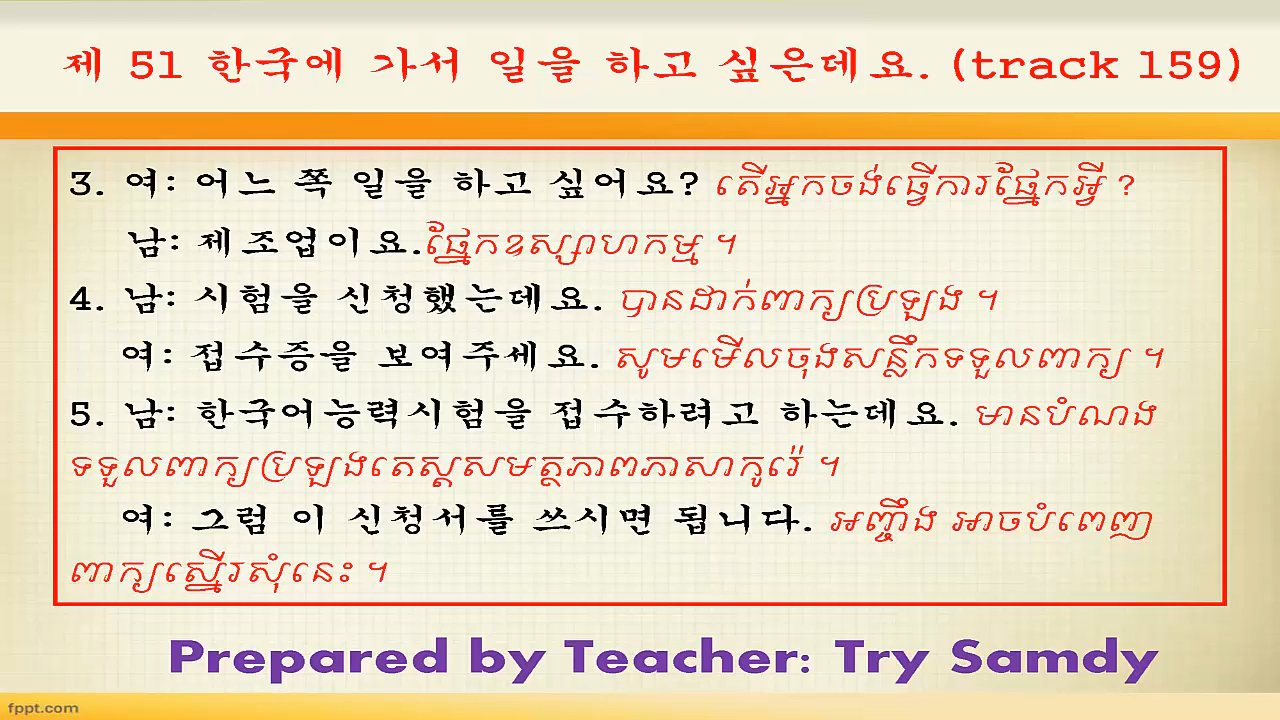 제 51 한국에 가서 일을 하고 싶은데요.(track 159)
3. 여: 어느 쪽 일을 하고 싶어요? តើអ្នកចង់ធ្វើការផ្នែកអ្វី ?
남: 제조업이요.ផ្នែកឧស្សាហកម្ម ។
4. 남: 시험을 신청했는데요. បានដាក់ពាក្យប្រឡង ។
여: 접수증을 보여주세요. សូមមើលចុងសន្លឹកទទួលពាក្យ ។
5. 남: 한국어능력시험을 접수하려고 하는데요. មានបំណង
ទទួលពាក្យប្រឡងតេស្តសមត្ថភាពភាសាកូរ៉េ ។
여: 그럼 이 신청서를 쓰시면 됩니다. អញ្ចឹង អាចបំពេញ
ពាក្យស្នើរសុំនេះ ។
Prepared by Teacher: Try Samdy
fppt.com